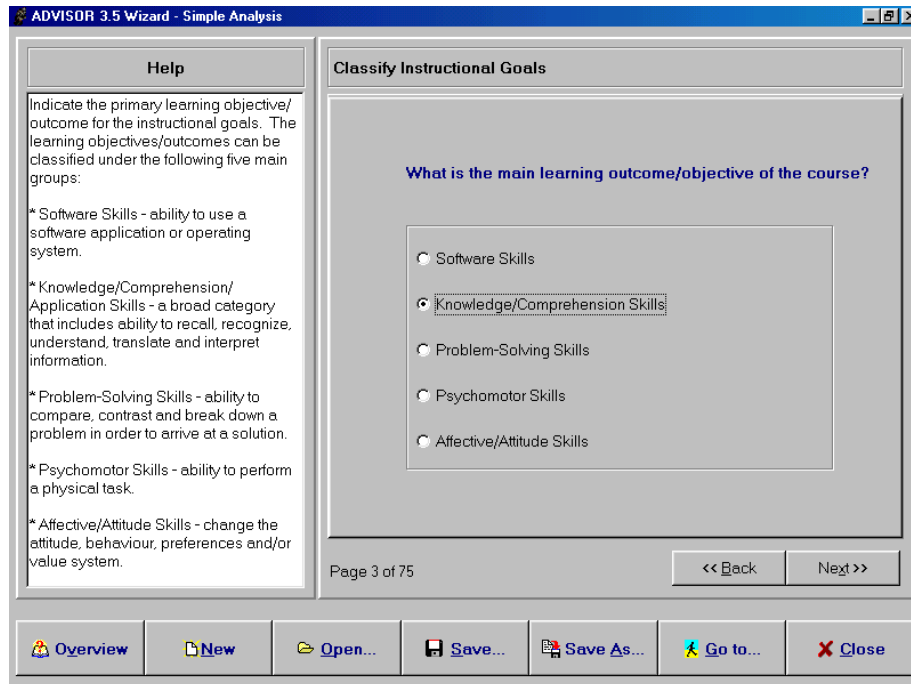 ADVISOR 3.5 Wizard - Simple Analysis
Help
Indicate the primary learning objective/
outcome for the instructional goals. The
learning objectives/outcomes can be
classified under the following five main
groups:
* Software Skills - ability to use a
software application or operating
system.
* Knowledge/Comprehension/
Application Skills - a broad category
that includes ability to recall, recognize,
understand, translate and interpret
information.
* Problem-Solving Skills - ability to
compare, contrast and break down a
problem in order to arrive at a solution.
* Psychomotor Skills - ability to perform
a physical task.
* Affective/Attitude Skills - change the
attitude, behaviour, preferences and/or
value system.
Classify Instructional Goals
What is the main learning outcome/objective of the course?
Software Skills
Knowledge/Comprehension Skills
Problem-Solving Skills
Psychomotor Skills
Affective/Attitude Skills
Page 3 of 75
<< Back
Next >>
Overview
New
Open...
Save...
Save As...
Go to...
Close